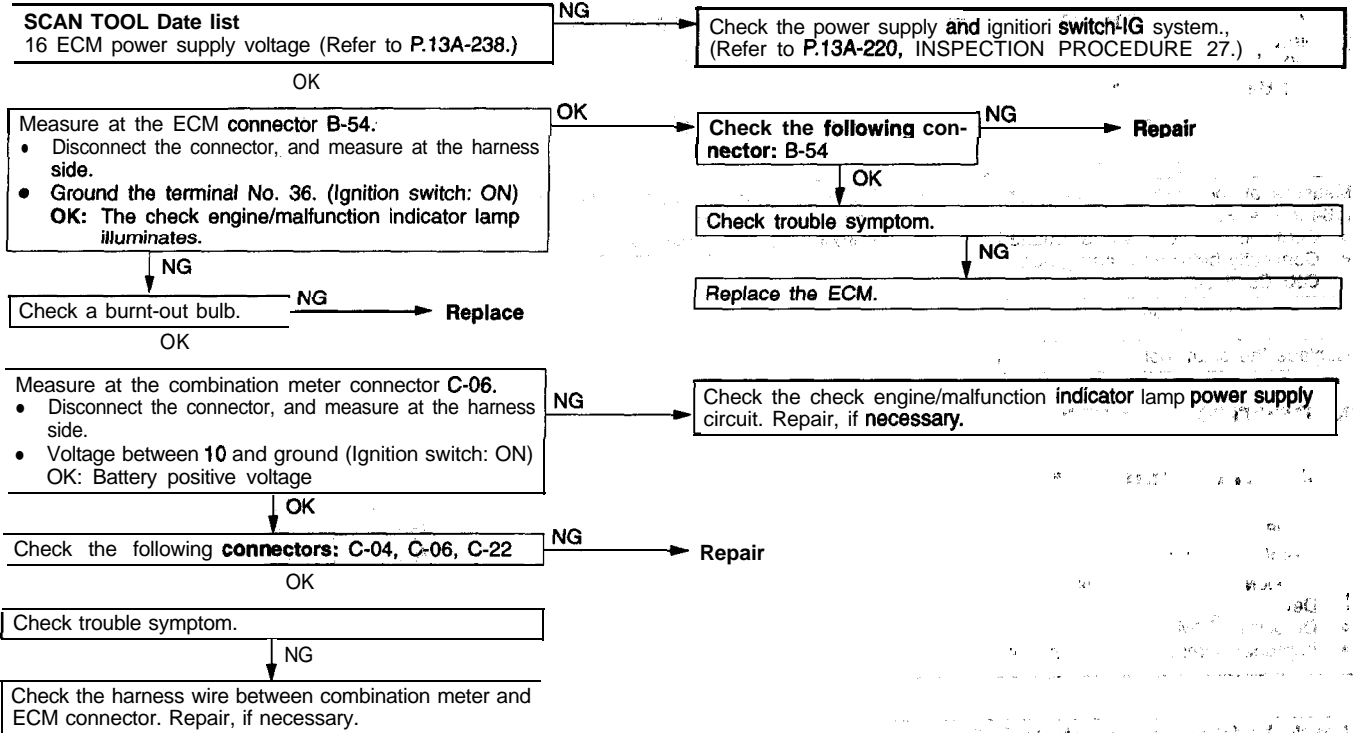 SCAN TOOL Date list
16 ECM power supply voltage (Refer to P.13A-238.)
NG
Check the power supply and ignitiori switch-IG system.,
(Refer to P.13A-220, INSPECTION PROCEDURE 27.) ,
OK
Measure at the ECM connector B-54.
• Disconnect the connector, and measure at the harness
side.
• Ground the terminal No. 36. (Ignition switch: ON)
OK: The check engine/malfunction indicator lamp
illuminates.
OK
Check the following con-
nector: B-54
NG
Repair
OK
Check trouble symptom.
NG
Replace the ECM.
NG
Check a burnt-out bulb.
NG
Replace
OK
Measure at the combination meter connector C-06.
• Disconnect the connector, and measure at the harness
side.
• Voltage between 10 and ground (Ignition switch: ON)
OK: Battery positive voltage
NG
Check the check engine/malfunction indicator lamp power supply
circuit. Repair, if necessary.
OK
Check the following connectors: C-04, C-06, C-22
NG
Repair
OK
Check trouble symptom.
NG
Check the harness wire between combination meter and
ECM connector. Repair, if necessary.